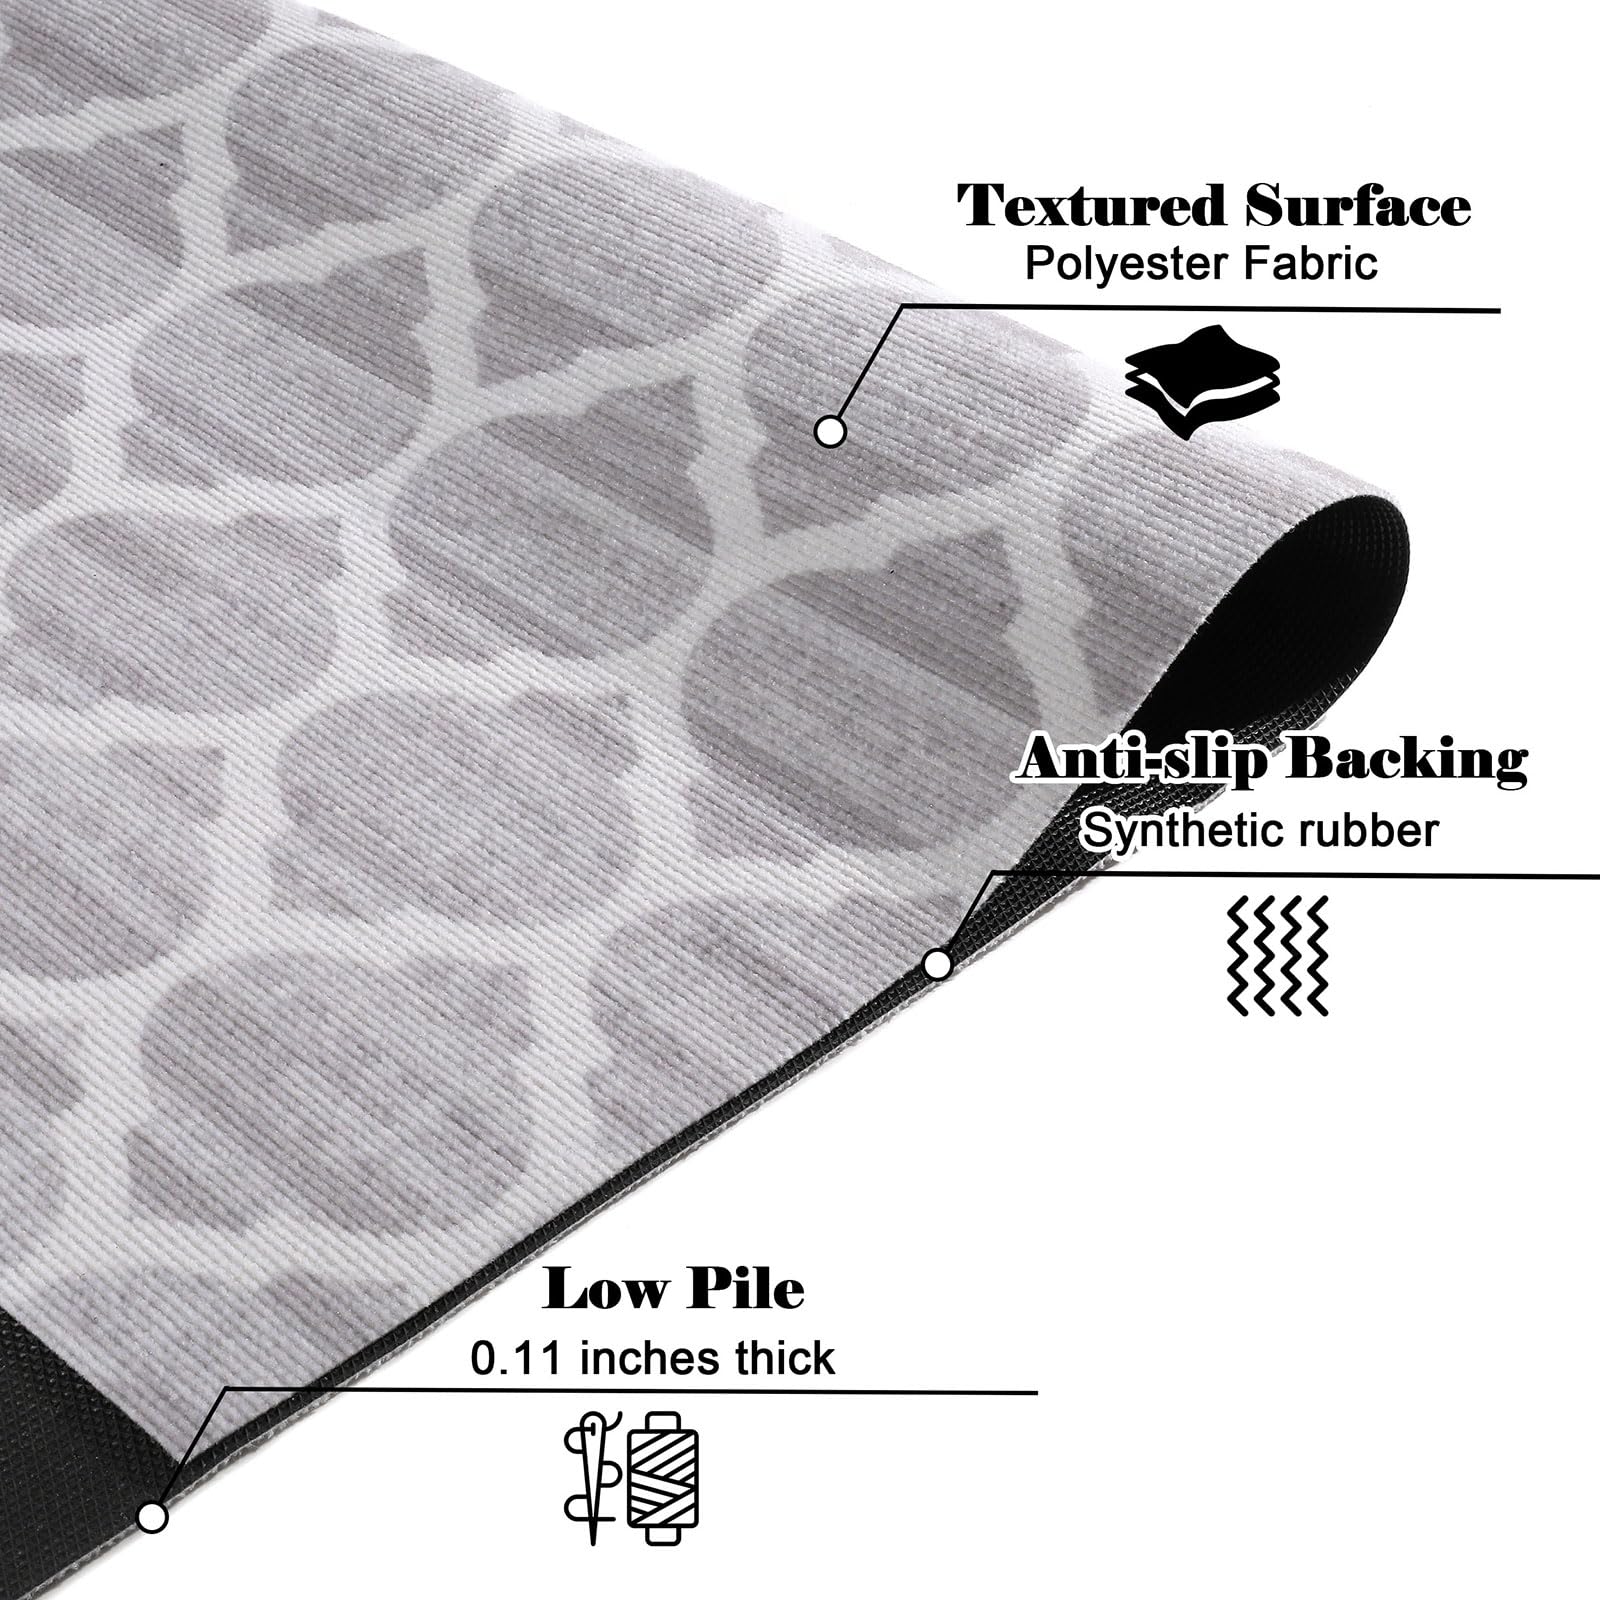 Textured Surface
Polyester Fabric
Anti-slip Backing
Synthetic rubber
Low Pile
0.11 inches thick